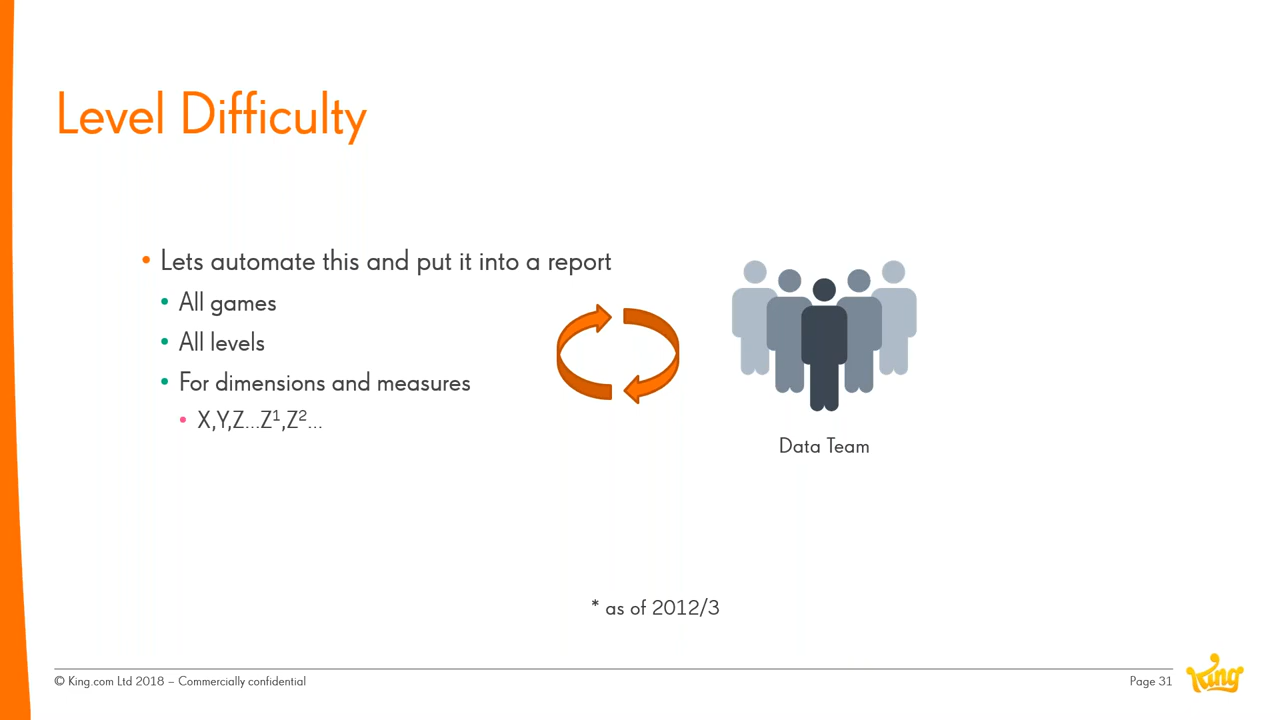 Level Difficulty
• Lets automate this and put it into a report
• All games
• All levels
• For dimensions and measures
• X,Y,Z...Z¹,Z²...
Data Team
* as of 2012/3
© King.com Ltd 2018 – Commercially confidential
Page 31
King